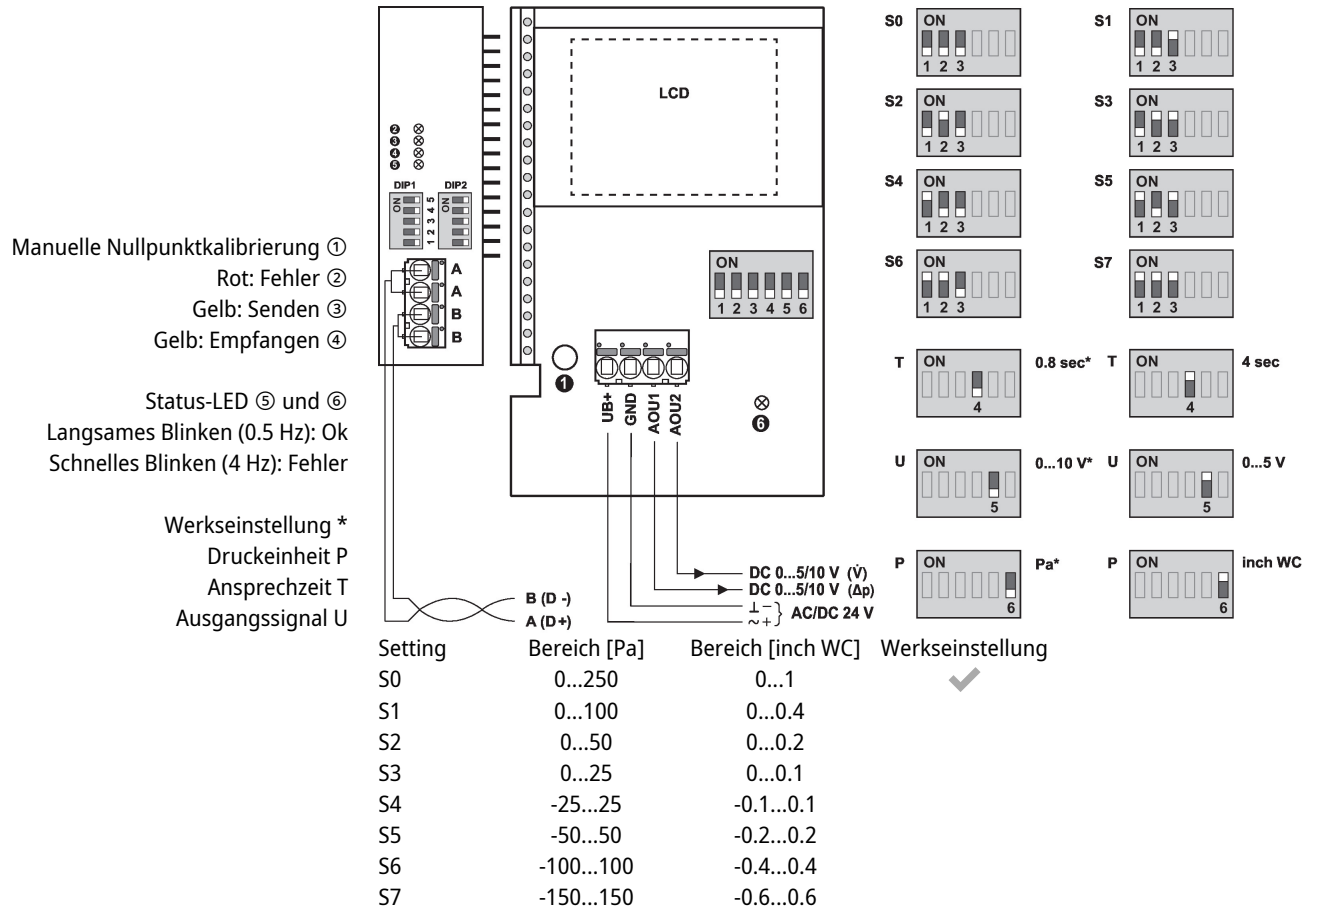 Manuelle Nullpunktkalibrierung ①
Rot: Fehler ②
Gelb: Senden ③
Gelb: Empfangen ④
Status-LED ⑤ und ⑥
Langsames Blinken (0.5 Hz): Ok
Schnelles Blinken (4 Hz): Fehler
Werkseinstellung *
Druckeinheit P
Ansprechzeit T
Ausgangssignal U
❷
❸
❹
❺
DIP1 DIP2
ON ON
1 2 3 4 5
A
A
B
B
B (D -)
A (D+)
LCD
ON
1 2 3 4 5 6
❶
❻
UB+
GND
AOU1
AOU2
DC 0...5/10 V (V̇)
DC 0...5/10 V (Δp)
⊥ −
~ + } AC/DC 24 V
S0 ON
1 2 3
S1 ON
1 2 3
S2 ON
1 2 3
S3 ON
1 2 3
S4 ON
1 2 3
S5 ON
1 2 3
S6 ON
1 2 3
S7 ON
1 2 3
T ON 0.8 sec*
4
T ON 4 sec
4
U ON 0...10 V*
5
U ON 0...5 V
5
P ON Pa*
6
P ON inch WC
6
Setting Bereich [Pa] Bereich [inch WC] Werkseinstellung
S0 0...250 0...1 ✔
S1 0...100 0...0.4
S2 0...50 0...0.2
S3 0...25 0...0.1
S4 -25...25 -0.1...0.1
S5 -50...50 -0.2...0.2
S6 -100...100 -0.4...0.4
S7 -150...150 -0.6...0.6